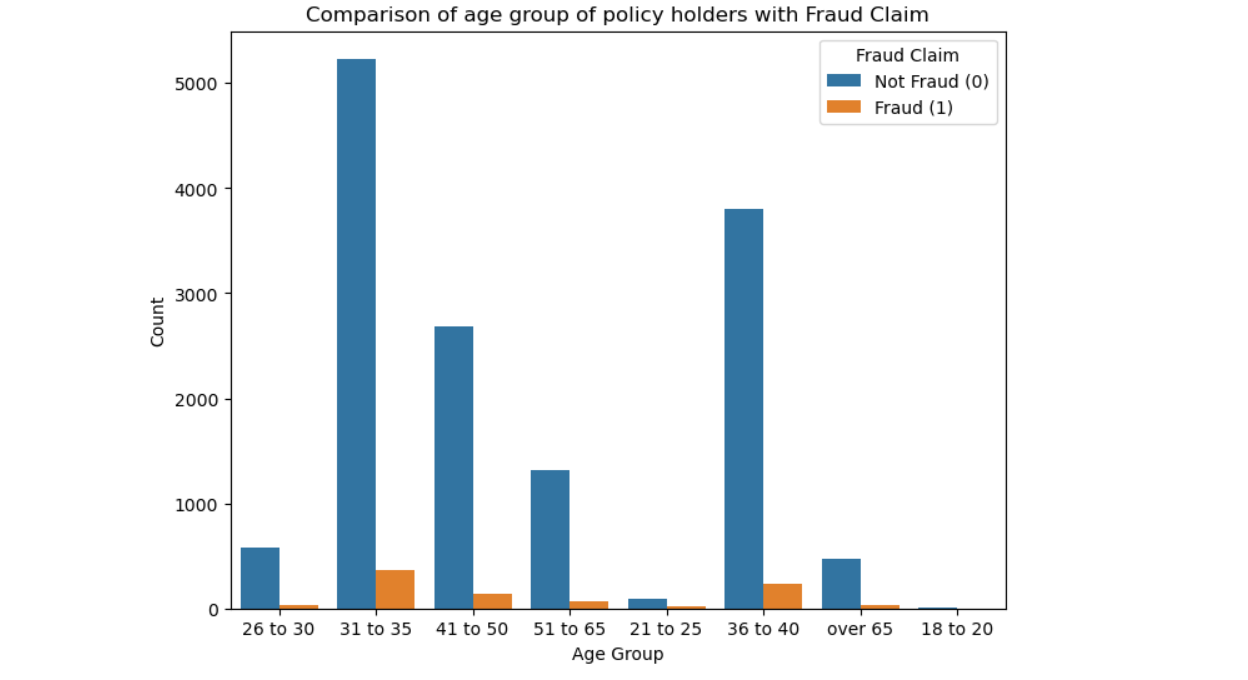 Comparison of age group of policy holders with Fraud Claim
Fraud Claim
Not Fraud (0)
Fraud (1)
5000
4000
3000
2000
1000
0
Count
26 to 30 31 to 35 41 to 50 51 to 65 21 to 25 36 to 40 over 65 18 to 20
Age Group